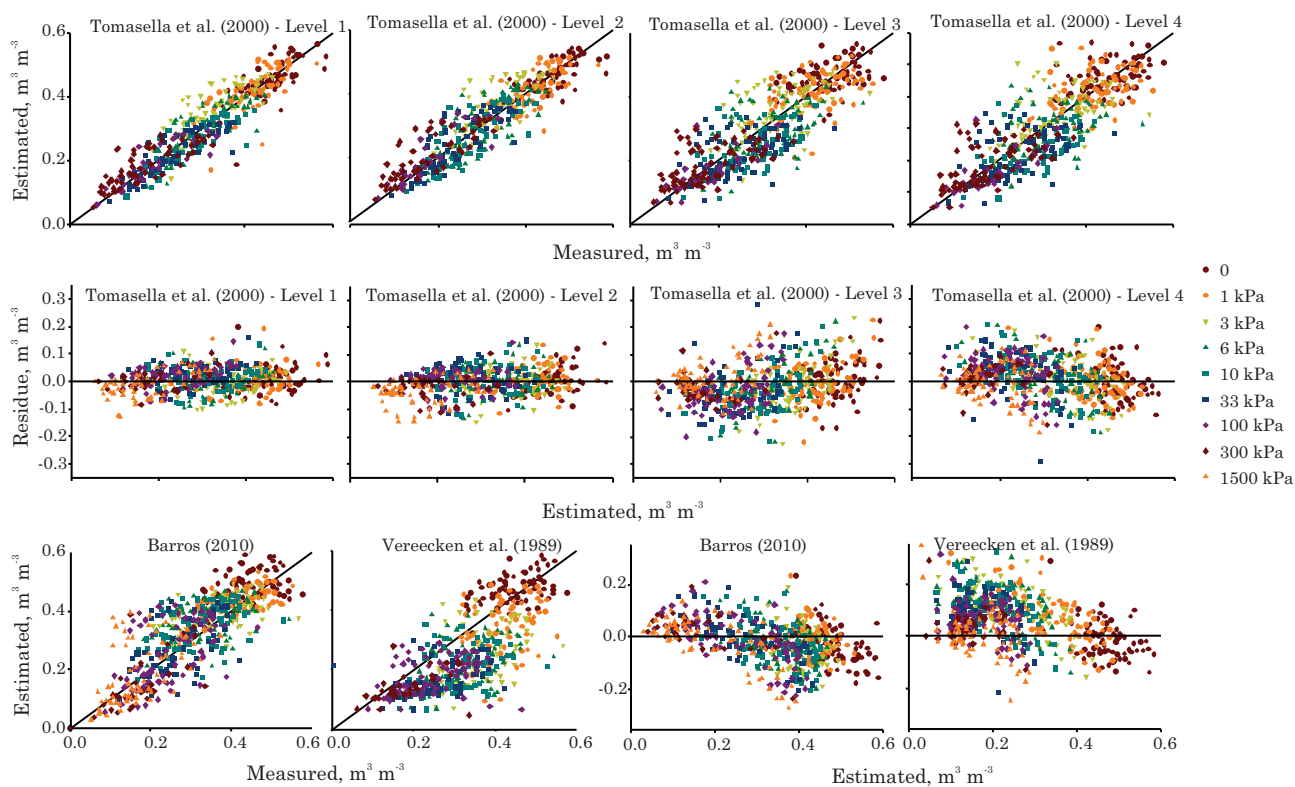 Tomasella et al. (2000) - Level 1
Tomasella et al. (2000) - Level 2
Tomasella et al. (2000) - Level 3
Tomasella et al. (2000) - Level 4
Estimated, m³ m⁻³
0.6
0.4
0.2
0.0
Measured, m³ m⁻³
Tomasella et al. (2000) - Level 1
Tomasella et al. (2000) - Level 2
Tomasella et al. (2000) - Level 3
Tomasella et al. (2000) - Level 4
Residue, m³ m⁻³
0.3
0.2
0.1
0.0
-0.1
-0.2
-0.3
Estimated, m³ m⁻³
0
1 kPa
3 kPa
6 kPa
10 kPa
33 kPa
100 kPa
300 kPa
1500 kPa
Barros (2010)
Vereecken et al. (1989)
Barros (2010)
Vereecken et al. (1989)
Estimated, m³ m⁻³
0.6
0.4
0.2
0.0
0.2
0.0
-0.2
0.0 0.2 0.4 0.6
0.0 0.2 0.4 0.6
0.0 0.2 0.4 0.6
0.0 0.2 0.4 0.6
Measured, m³ m⁻³
Estimated, m³ m⁻³